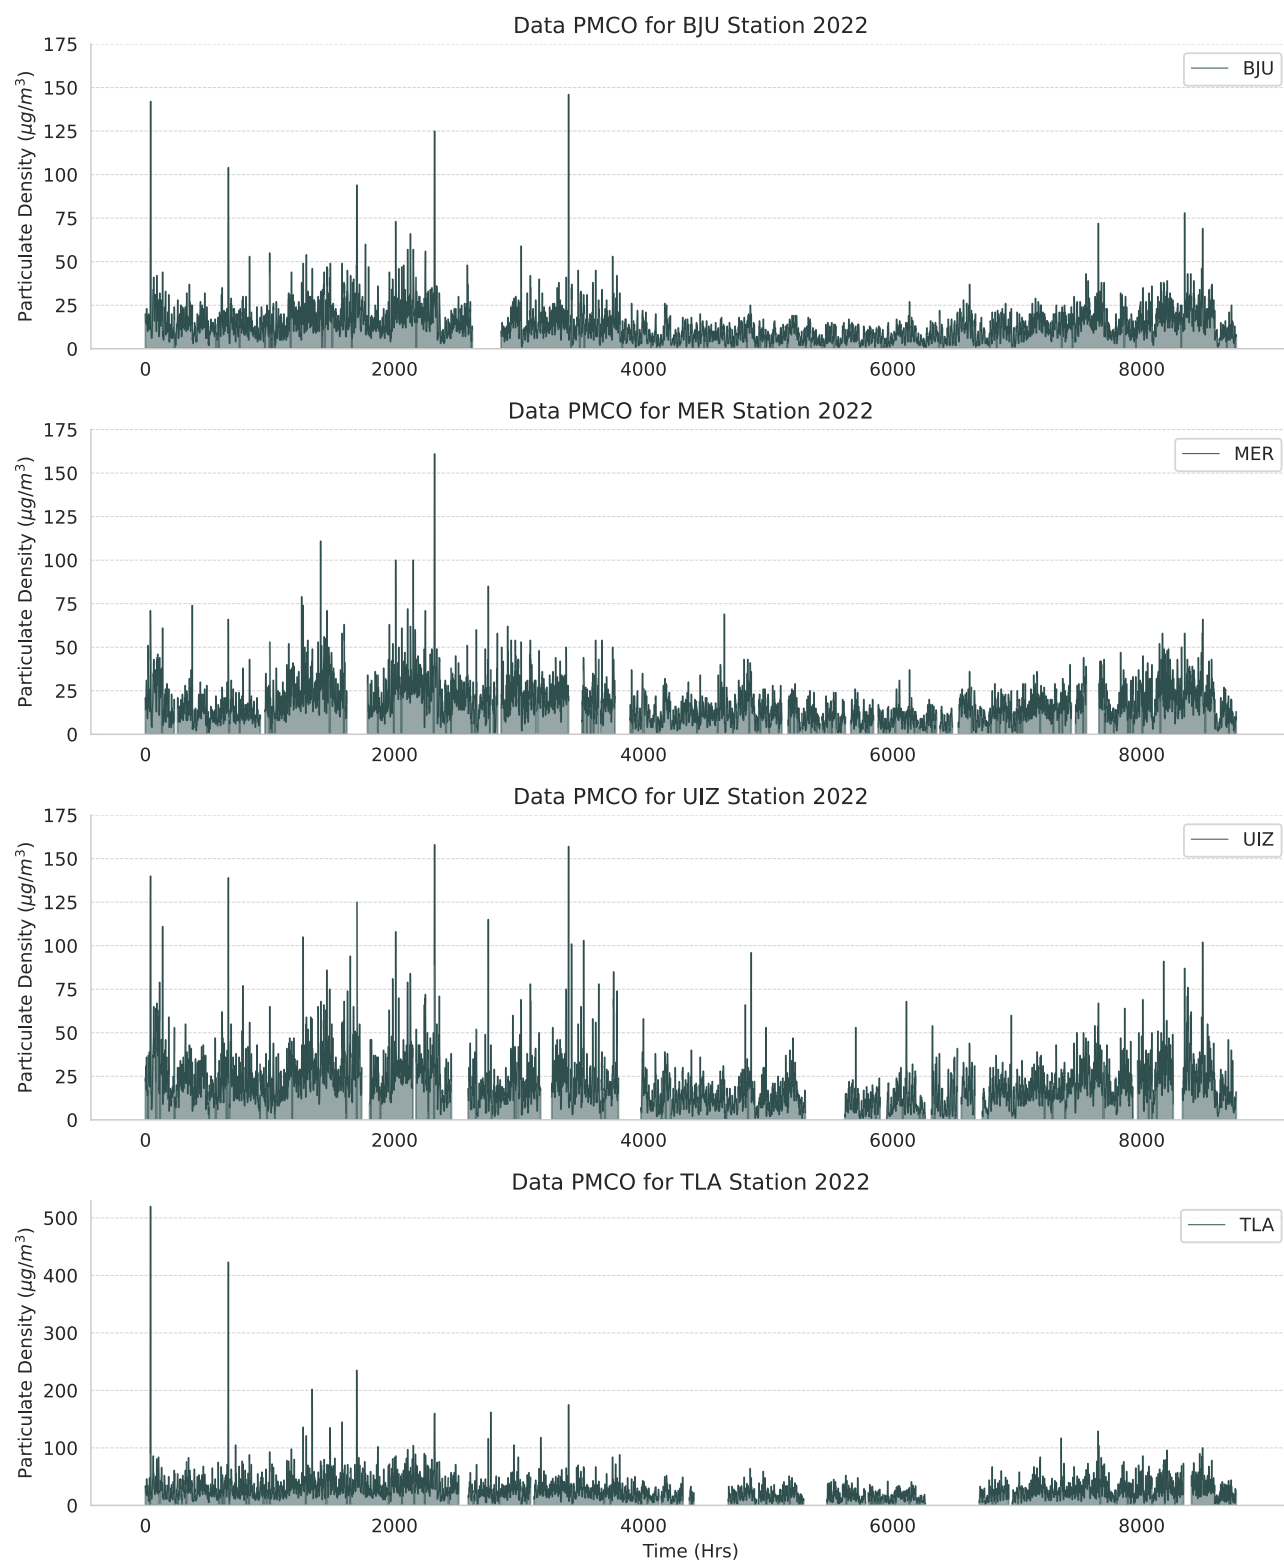 Data PMCO for BJU Station 2022
Particulate Density (μg/m³)
175
150
125
100
75
50
25
0
BJU
0 2000 4000 6000 8000
Data PMCO for MER Station 2022
Particulate Density (μg/m³)
175
150
125
100
75
50
25
0
MER
0 2000 4000 6000 8000
Data PMCO for UIZ Station 2022
Particulate Density (μg/m³)
175
150
125
100
75
50
25
0
UIZ
0 2000 4000 6000 8000
Data PMCO for TLA Station 2022
Particulate Density (μg/m³)
500
400
300
200
100
0
TLA
0 2000 4000 6000 8000
Time (Hrs)